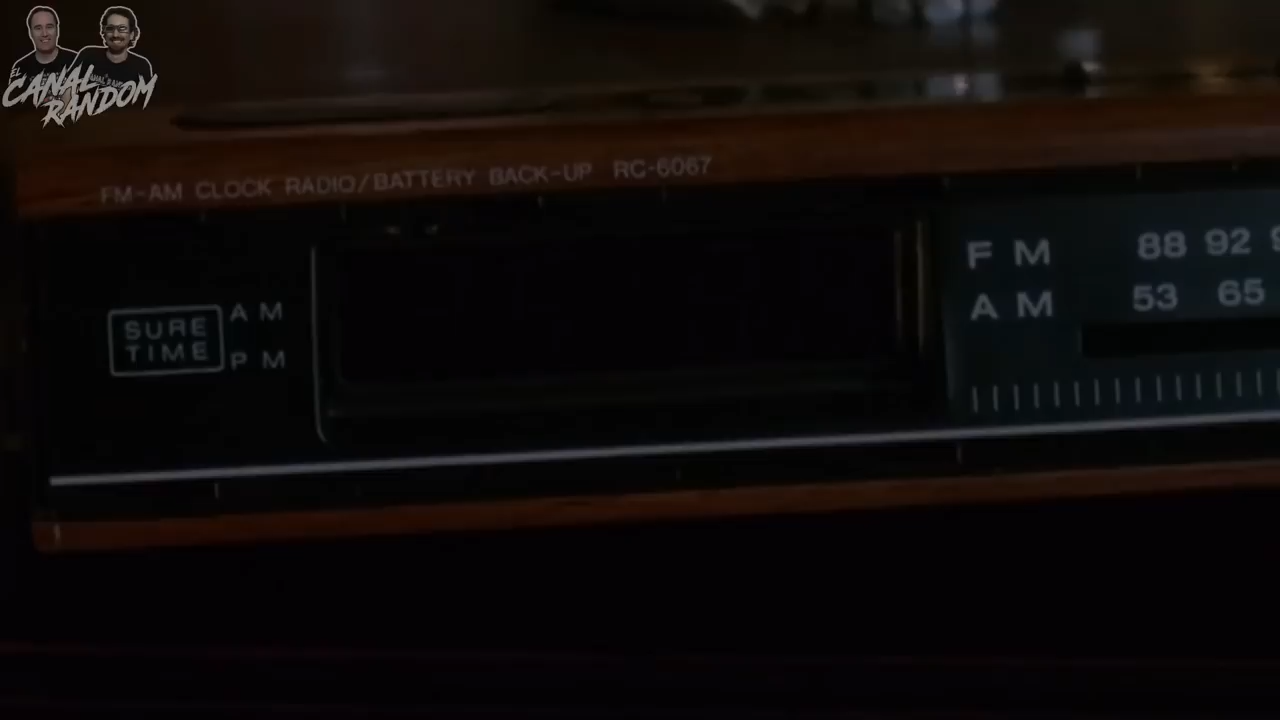 EL
CANAL
RANDOM
FM-AM CLOCK RADIO/BATTERY BACK-UP RC-6067
SURE
TIME
AM
PM
FM 88 92
AM 53 65